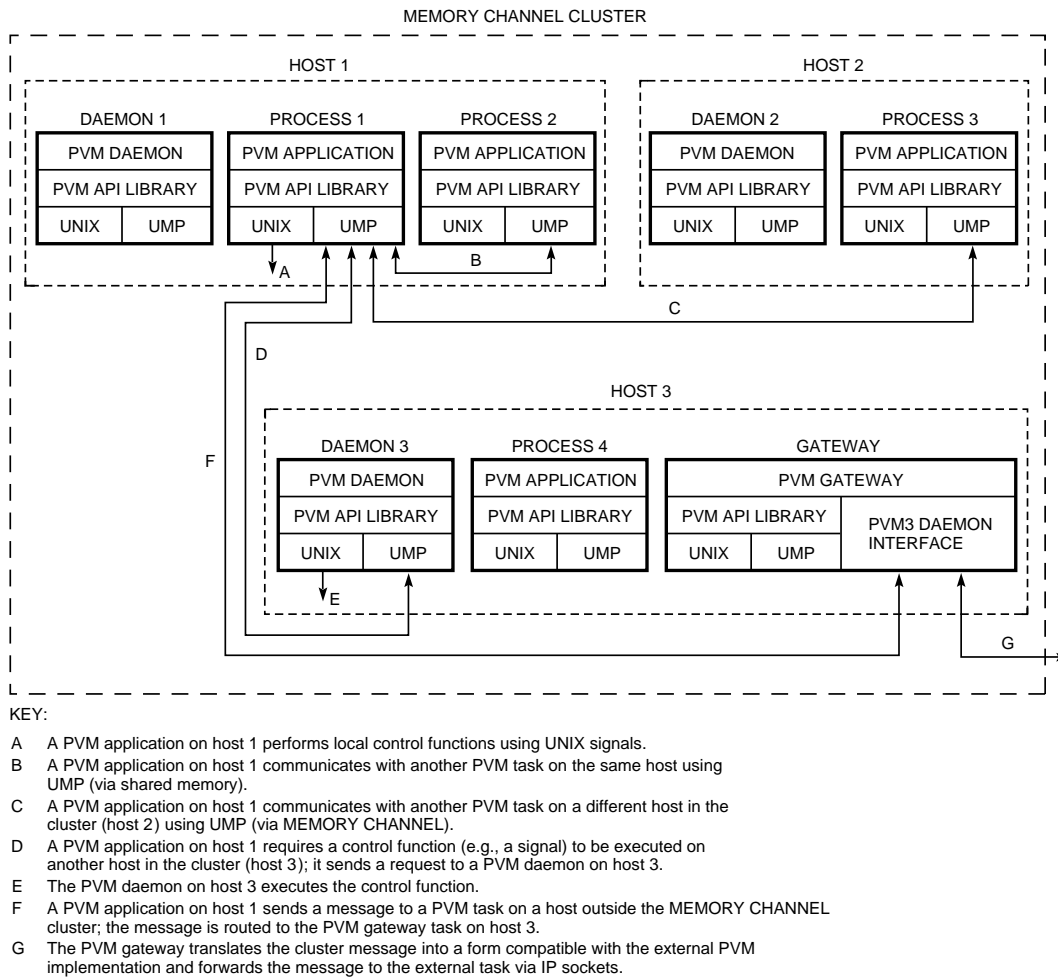 MEMORY CHANNEL CLUSTER
HOST 1
HOST 2
DAEMON 1
PROCESS 1
PROCESS 2
DAEMON 2
PROCESS 3
PVM DAEMON
PVM APPLICATION
PVM APPLICATION
PVM DAEMON
PVM APPLICATION
PVM API LIBRARY
PVM API LIBRARY
PVM API LIBRARY
PVM API LIBRARY
PVM API LIBRARY
UNIX
UMP
UNIX
UMP
UNIX
UMP
UNIX
UMP
UNIX
UMP
A
B
C
D
HOST 3
F
DAEMON 3
PROCESS 4
GATEWAY
PVM DAEMON
PVM APPLICATION
PVM GATEWAY
PVM API LIBRARY
PVM API LIBRARY
PVM API LIBRARY
PVM3 DAEMON
INTERFACE
UNIX
UMP
UNIX
UMP
UNIX
UMP
E
G
KEY:
A A PVM application on host 1 performs local control functions using UNIX signals.
B A PVM application on host 1 communicates with another PVM task on the same host using
UMP (via shared memory).
C A PVM application on host 1 communicates with another PVM task on a different host in the
cluster (host 2) using UMP (via MEMORY CHANNEL).
D A PVM application on host 1 requires a control function (e.g., a signal) to be executed on
another host in the cluster (host 3); it sends a request to a PVM daemon on host 3.
E The PVM daemon on host 3 executes the control function.
F A PVM application on host 1 sends a message to a PVM task on a host outside the MEMORY CHANNEL
cluster; the message is routed to the PVM gateway task on host 3.
G The PVM gateway translates the cluster message into a form compatible with the external PVM
implementation and forwards the message to the external task via IP sockets.